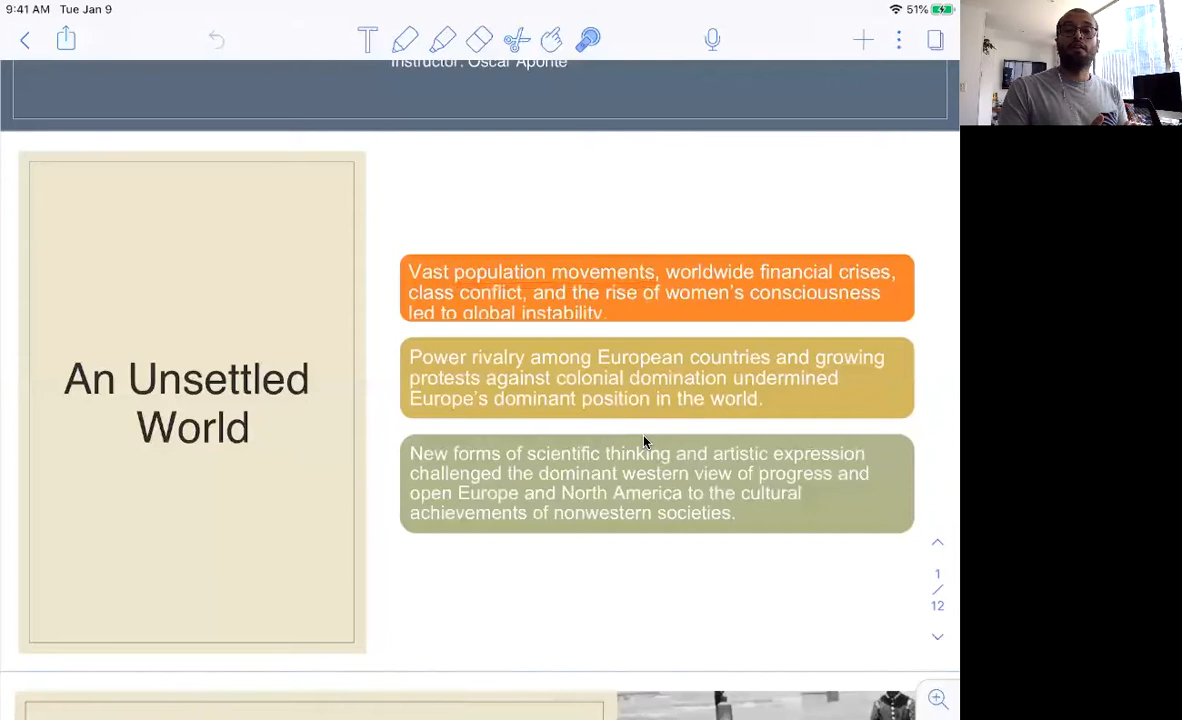 9:41 AM Tue Jan 9
51%
Instructor: Oscar Aponte
An Unsettled
World
Vast population movements, worldwide financial crises,
class conflict, and the rise of women's consciousness
led to global instability.
Power rivalry among European countries and growing
protests against colonial domination undermined
Europe's dominant position in the world.
New forms of scientific thinking and artistic expression
challenged the dominant western view of progress and
open Europe and North America to the cultural
achievements of nonwestern societies.
1
/
12